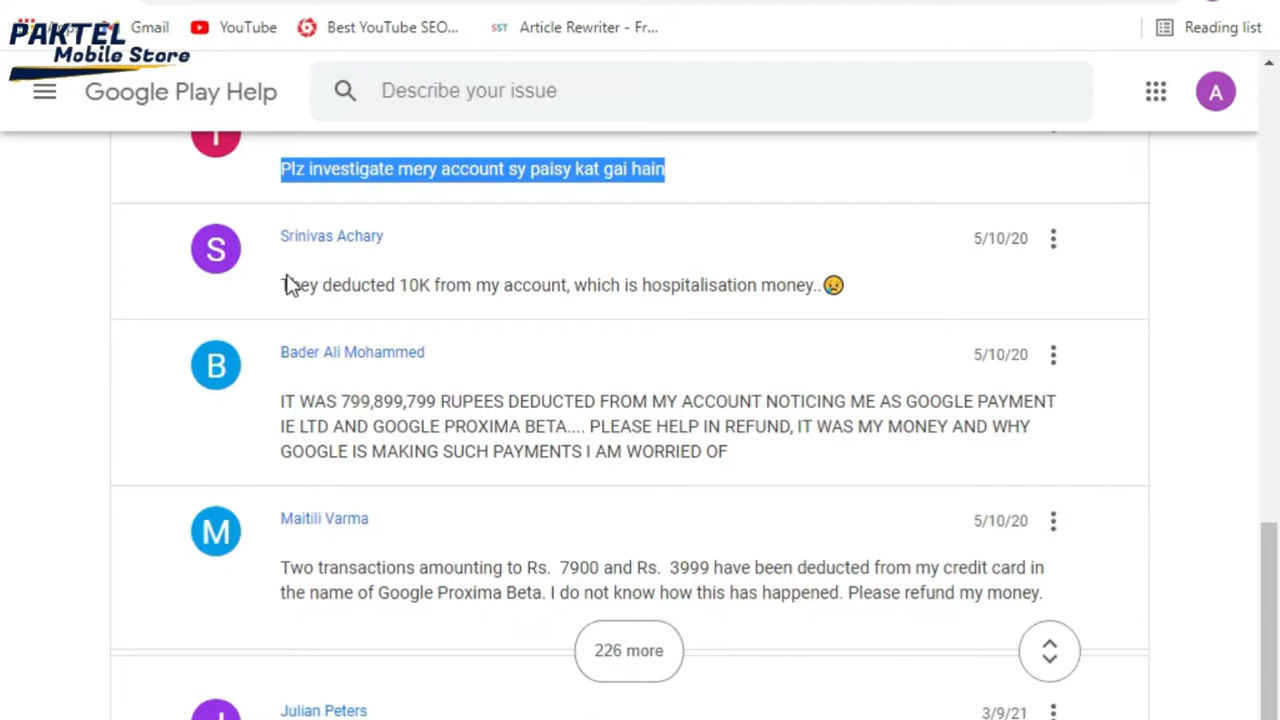 PAKTEL
Mobile Store
Gmail
YouTube
Best YouTube SEO...
SST
Article Rewriter - Fr...
Reading list
Google Play Help
Describe your issue
A
Plz investigate mery account sy paisy kat gai hain
S
Srinivas Achary
5/10/20
They deducted 10K from my account, which is hospitalisation money..😥
B
Bader Ali Mohammed
5/10/20
IT WAS 799,899,799 RUPEES DEDUCTED FROM MY ACCOUNT NOTICING ME AS GOOGLE PAYMENT
IE LTD AND GOOGLE PROXIMA BETA.... PLEASE HELP IN REFUND, IT WAS MY MONEY AND WHY
GOOGLE IS MAKING SUCH PAYMENTS I AM WORRIED OF
M
Maitili Varma
5/10/20
Two transactions amounting to Rs.  7900 and Rs.  3999 have been deducted from my credit card in
the name of Google Proxima Beta. I do not know how this has happened. Please refund my money.
226 more
Julian Peters
3/9/21